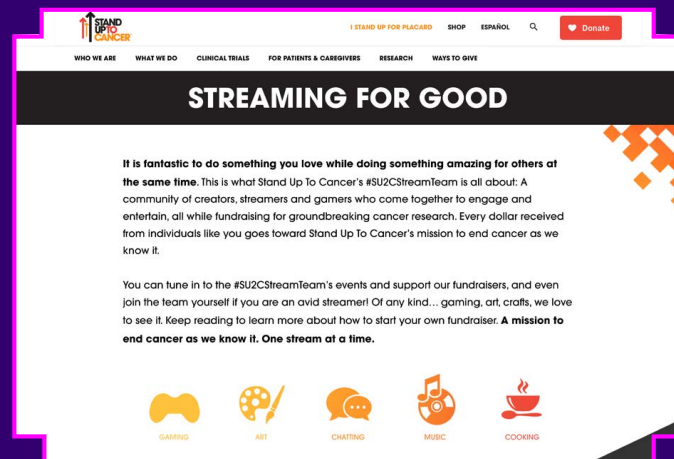 STAND
UPTO
CANCER
I STAND UP FOR PLACARD SHOP ESPAÑOL Donate
WHO WE ARE WHAT WE DO CLINICAL TRIALS FOR PATIENTS & CAREGIVERS RESEARCH WAYS TO GIVE
STREAMING FOR GOOD
It is fantastic to do something you love while doing something amazing for others at
the same time. This is what Stand Up To Cancer's #SU2CStreamTeam is all about: A
community of creators, streamers and gamers who come together to engage and
entertain, all while fundraising for groundbreaking cancer research. Every dollar received
from individuals like you goes toward Stand Up To Cancer's mission to end cancer as we
know it.
You can tune in to the #SU2CStreamTeam's events and support our fundraisers, and even
join the team yourself if you are an avid streamer! Of any kind... gaming, art, crafts, we love
to see it. Keep reading to learn more about how to start your own fundraiser. A mission to
end cancer as we know it. One stream at a time.
GAMING ART CHATTING MUSIC COOKING